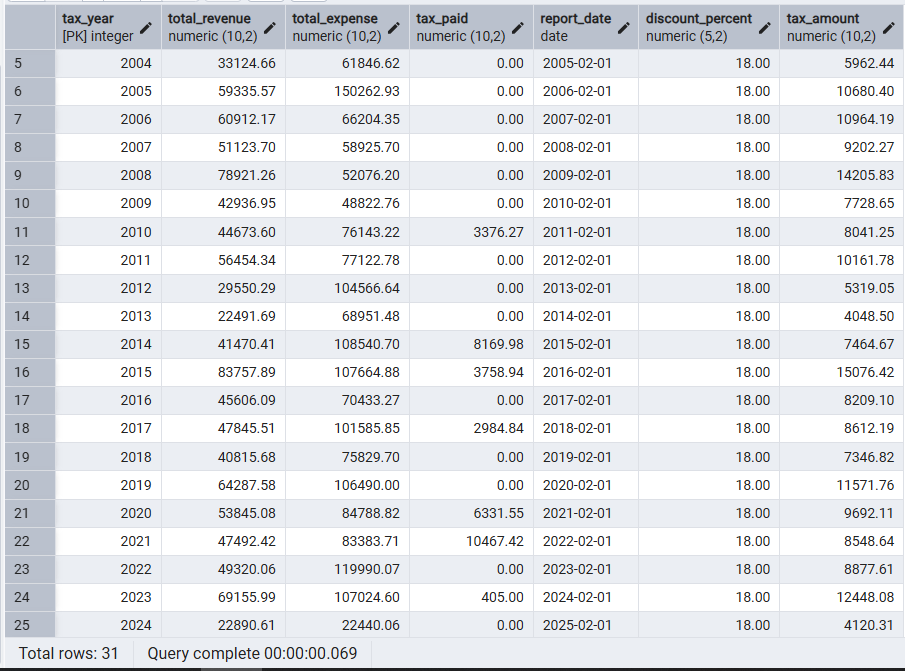 tax_year total_revenue total_expense tax_paid report_date discount_percent tax_amount
[PK] integer numeric (10,2) numeric (10,2) numeric (10,2) date numeric (5,2) numeric (10,2)
5 2004 33124.66 61846.62 0.00 2005-02-01 18.00 5962.44
6 2005 59335.57 150262.93 0.00 2006-02-01 18.00 10680.40
7 2006 60912.17 66204.35 0.00 2007-02-01 18.00 10964.19
8 2007 51123.70 58925.70 0.00 2008-02-01 18.00 9202.27
9 2008 78921.26 52076.20 0.00 2009-02-01 18.00 14205.83
10 2009 42936.95 48822.76 0.00 2010-02-01 18.00 7728.65
11 2010 44673.60 76143.22 3376.27 2011-02-01 18.00 8041.25
12 2011 56454.34 77122.78 0.00 2012-02-01 18.00 10161.78
13 2012 29550.29 104566.64 0.00 2013-02-01 18.00 5319.05
14 2013 22491.69 68951.48 0.00 2014-02-01 18.00 4048.50
15 2014 41470.41 108540.70 8169.98 2015-02-01 18.00 7464.67
16 2015 83757.89 107664.88 3758.94 2016-02-01 18.00 15076.42
17 2016 45606.09 70433.27 0.00 2017-02-01 18.00 8209.10
18 2017 47845.51 101585.85 2984.84 2018-02-01 18.00 8612.19
19 2018 40815.68 75829.70 0.00 2019-02-01 18.00 7346.82
20 2019 64287.58 106490.00 0.00 2020-02-01 18.00 11571.76
21 2020 53845.08 84788.82 6331.55 2021-02-01 18.00 9692.11
22 2021 47492.42 83383.71 10467.42 2022-02-01 18.00 8548.64
23 2022 49320.06 119990.07 0.00 2023-02-01 18.00 8877.61
24 2023 69155.99 107024.60 405.00 2024-02-01 18.00 12448.08
25 2024 22890.61 22440.06 0.00 2025-02-01 18.00 4120.31
Total rows: 31 Query complete 00:00:00.069